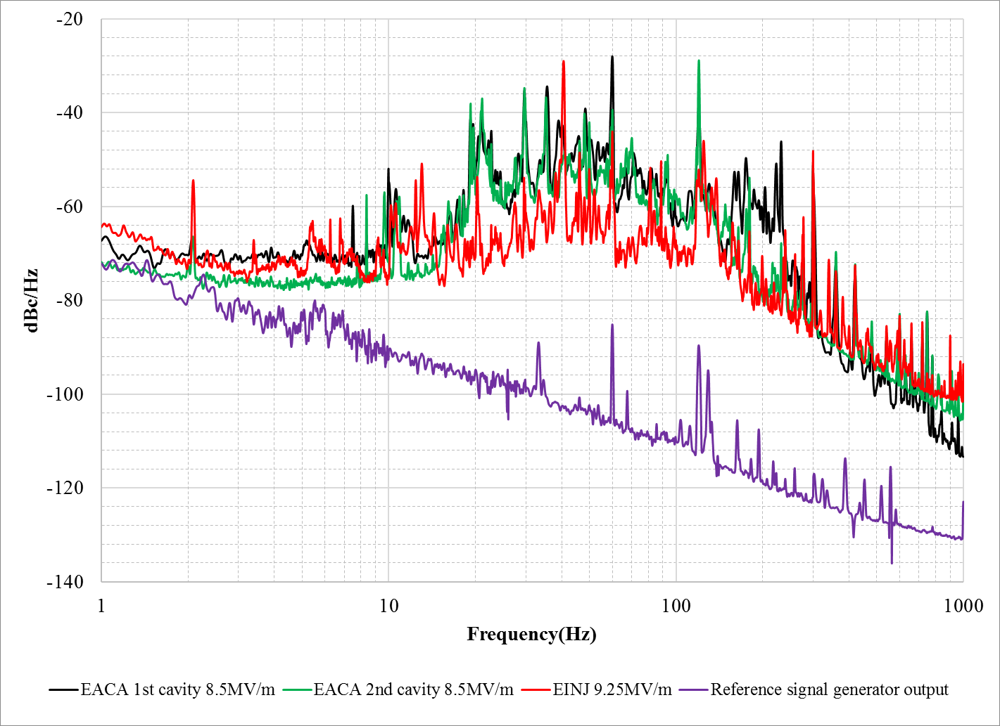 -20
-40
-60
-80
-100
-120
-140
dBc/Hz
1 10 100 1000
Frequency(Hz)
EACA 1st cavity 8.5MV/m EACA 2nd cavity 8.5MV/m EINJ 9.25MV/m Reference signal generator output